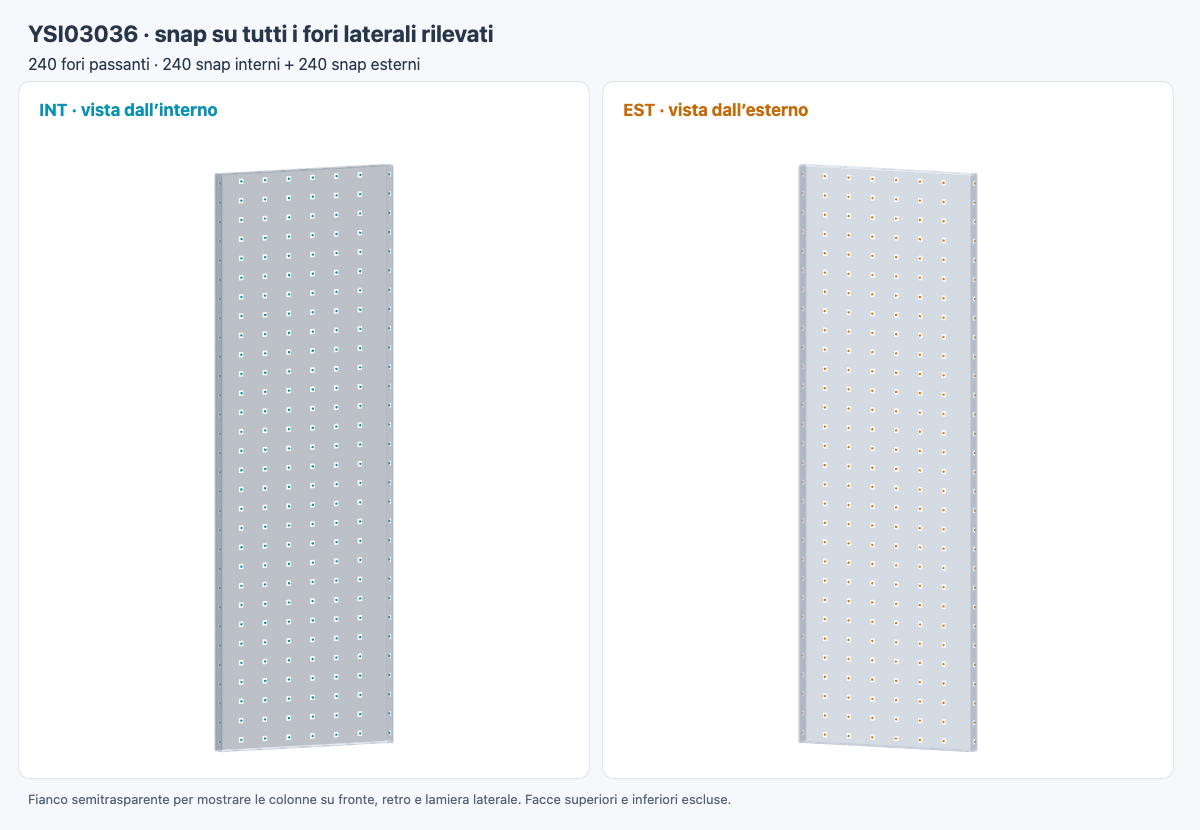 YSI03036 · snap su tutti i fori laterali rilevati
240 fori passanti · 240 snap interni + 240 snap esterni
INT · vista dall’interno
EST · vista dall’esterno
Fianco semitrasparente per mostrare le colonne su fronte, retro e lamiera laterale. Facce superiori e inferiori escluse.